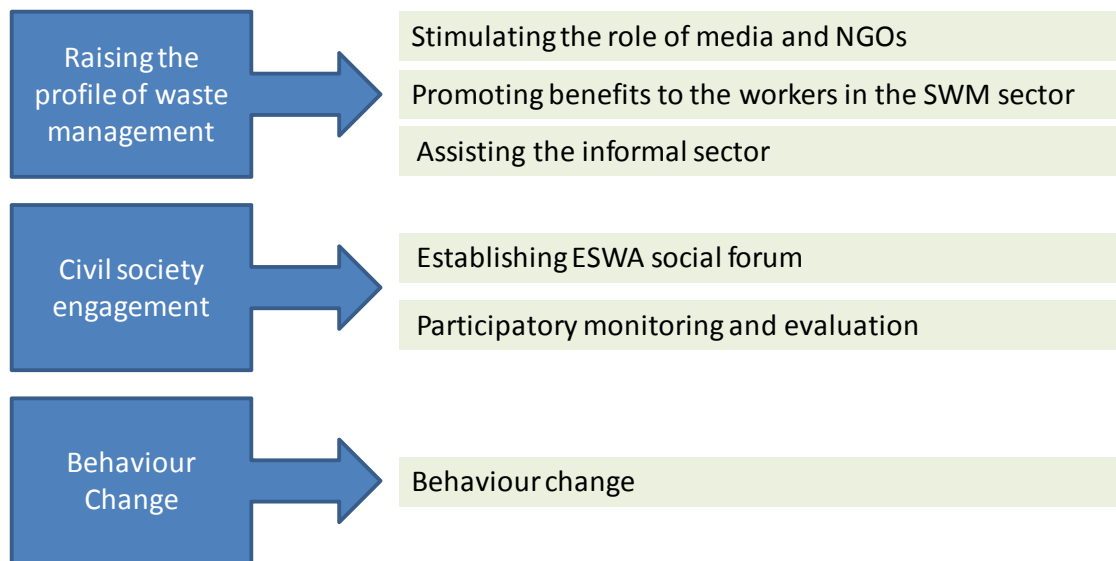 Raising the
profile of waste
management
Stimulating the role of media and NGOs
Promoting benefits to the workers in the SWM sector
Assisting the informal sector
Civil society
engagement
Establishing ESWA social forum
Participatory monitoring and evaluation
Behaviour
Change
Behaviour change